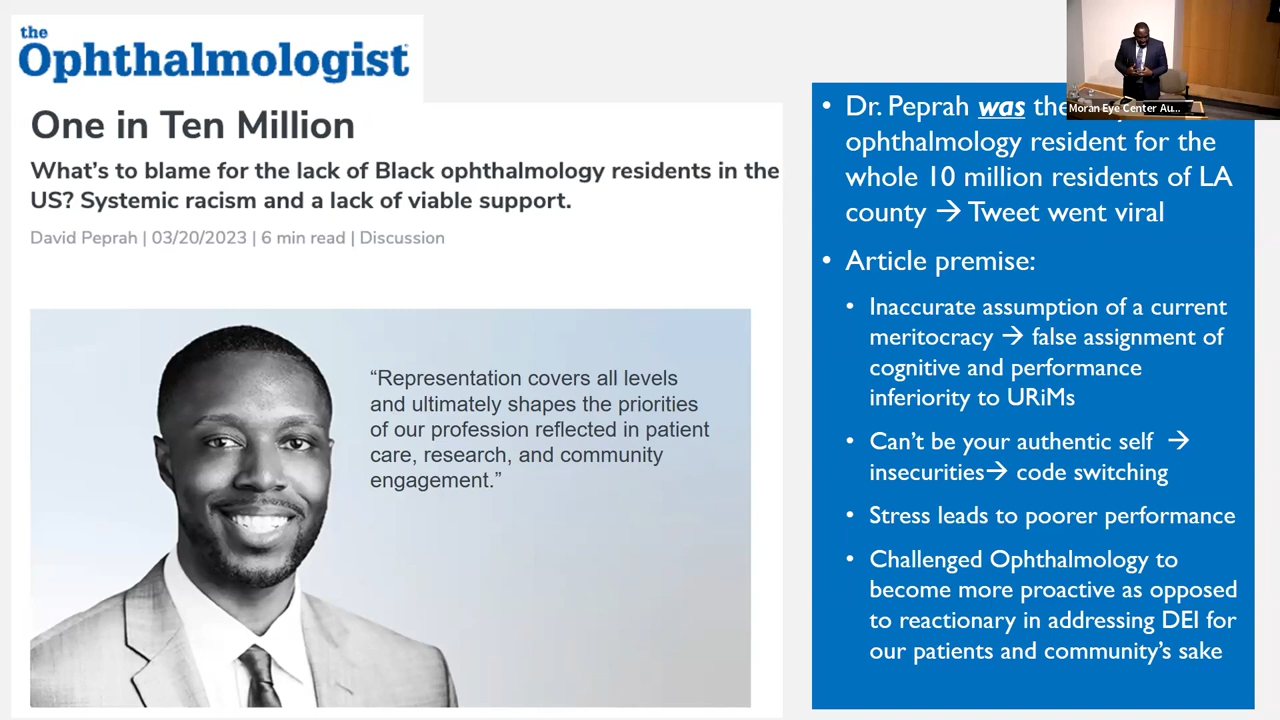 the
Ophthalmologist
One in Ten Million
What's to blame for the lack of Black ophthalmology residents in the
US? Systemic racism and a lack of viable support.
David Peprah | 03/20/2023 | 6 min read | Discussion
“Representation covers all levels
and ultimately shapes the priorities
of our profession reflected in patient
care, research, and community
engagement.”
Moran Eye Center Au...
• Dr. Peprah was the
ophthalmology resident for the
whole 10 million residents of LA
county → Tweet went viral
• Article premise:
• Inaccurate assumption of a current
meritocracy → false assignment of
cognitive and performance
inferiority to URiMs
• Can't be your authentic self →
insecurities→ code switching
• Stress leads to poorer performance
• Challenged Ophthalmology to
become more proactive as opposed
to reactionary in addressing DEI for
our patients and community's sake